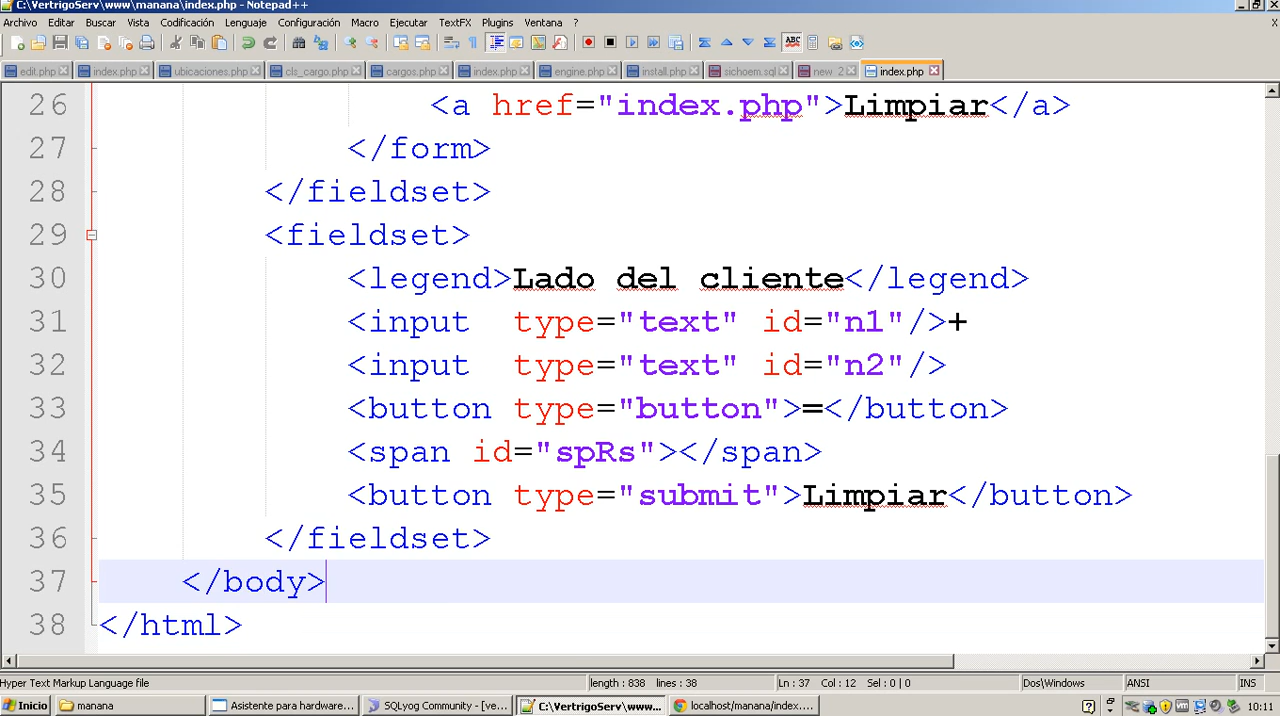 C:\VertrigoServ\www\manana\index.php - Notepad++
Archivo Editar Buscar Vista Codificación Lenguaje Configuración Macro Ejecutar TextFX Plugins Ventana ?
edit.php index.php ubicaciones.php cls_cargo.php cargos.php index.php engine.php install.php sichoem.sql new 2 index.php
26 <a href="index.php">Limpiar</a>
27 </form>
28 </fieldset>
29 <fieldset>
30 <legend>Lado del cliente</legend>
31 <input  type="text" id="n1"/>+
32 <input  type="text" id="n2"/>
33 <button type="button">=</button>
34 <span id="spRs"></span>
35 <button type="submit">Limpiar</button>
36 </fieldset>
37 </body>
38 </html>
Hyper Text Markup Language file length : 838 lines : 38 Ln : 37 Col : 12 Sel : 0 | 0 Dos\Windows ANSI INS
Inicio manana Asistente para hardware... SQLyog Community - [ve... C:\VertrigoServ\www... localhost/manana/index.... 10:11